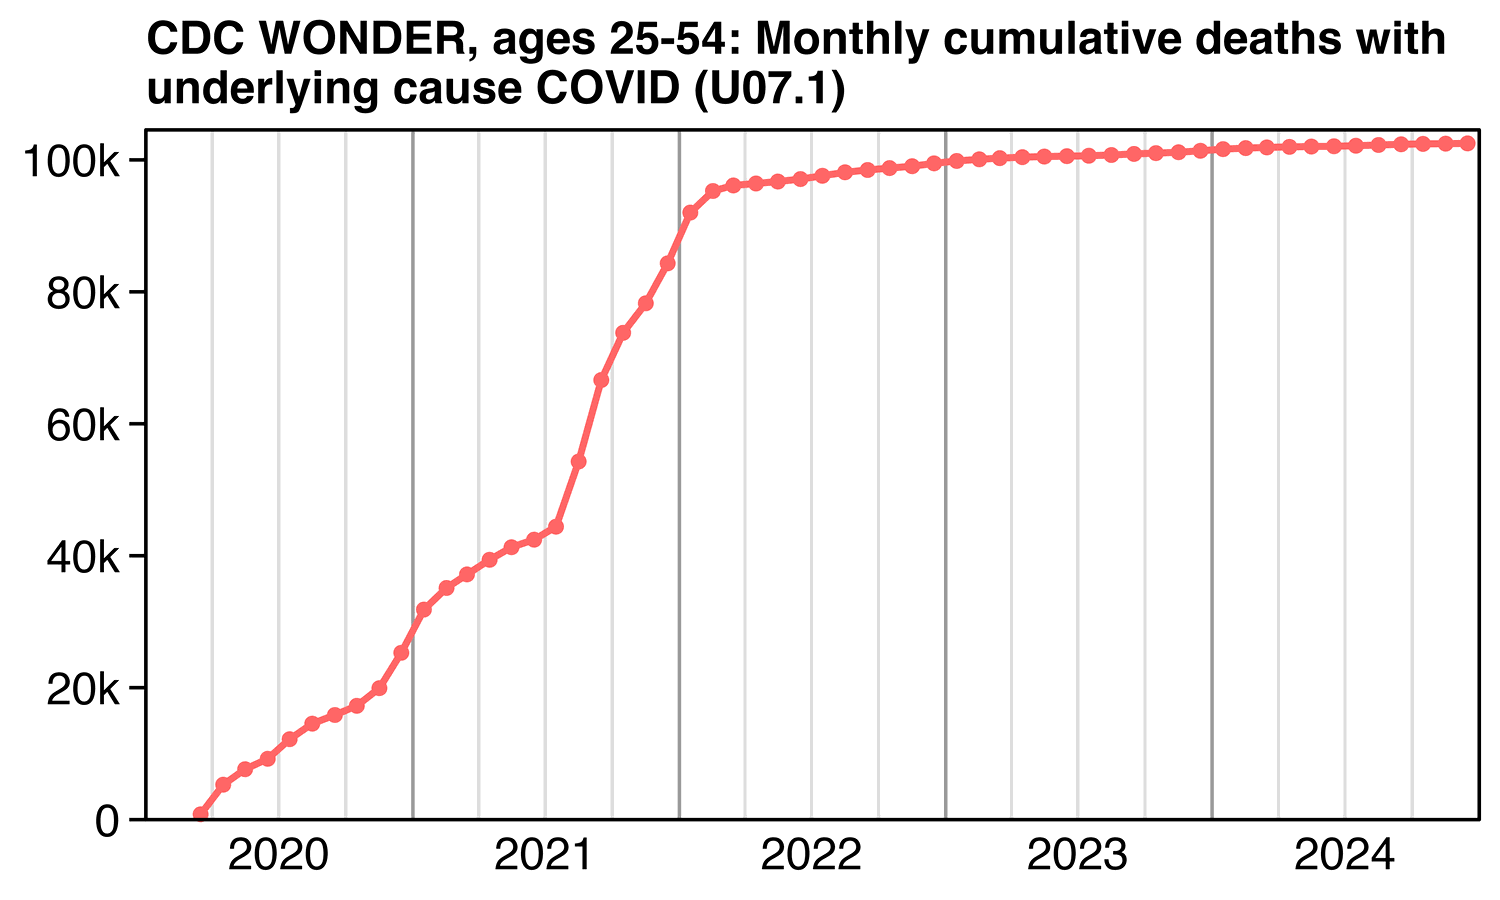 CDC WONDER, ages 25-54: Monthly cumulative deaths with
underlying cause COVID (U07.1)
100k
80k
60k
40k
20k
0
2020 2021 2022 2023 2024